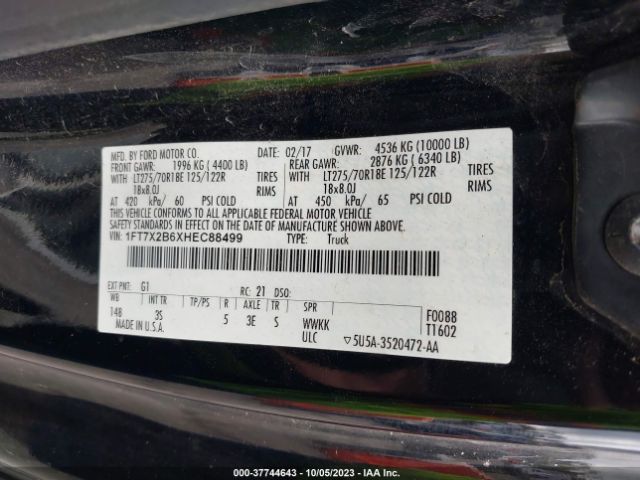 MFD. BY FORD MOTOR CO. DATE: 02/17 GVWR: 4536 KG (10000 LB)
FRONT GAWR: 1996 KG (4400 LB) REAR GAWR: 2876 KG (6340 LB)
WITH LT275/70R18E 125/122R TIRES WITH LT275/70R18E 125/122R TIRES
18x8.0J RIMS 18x8.0J RIMS
AT 420 kPa/ 60 PSI COLD AT 450 kPa/ 65 PSI COLD
THIS VEHICLE CONFORMS TO ALL APPLICABLE FEDERAL MOTOR VEHICLE
SAFETY STANDARDS IN EFFECT ON THE DATE OF MANUFACTURE SHOWN ABOVE.
VIN: 1FT7X2B6XHEC88499 TYPE: Truck
EXT PNT: G1 RC: 21 DSO:
WB INT TR TP/PS R AXLE TR SPR F0088
148 3S 5 3E S WWKK T1602
MADE IN U.S.A. ULC ▽5U5A-3520472-AA
000-37744643 | 10/05/2023 | IAA Inc.